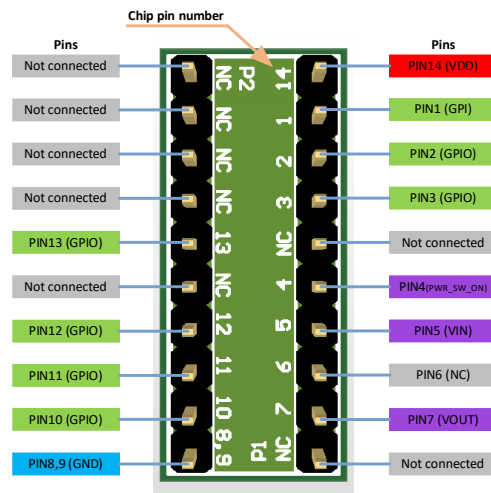 Chip pin number
Pins
Pins
Not connected
NC
P2
14
PIN14 (VDD)
Not connected
NC
1
PIN1 (GPI)
Not connected
NC
2
PIN2 (GPIO)
Not connected
NC
3
PIN3 (GPIO)
PIN13 (GPIO)
13
NC
Not connected
Not connected
NC
4
PIN4(PWR_SW_ON)
PIN12 (GPIO)
12
5
PIN5 (VIN)
PIN11 (GPIO)
11
6
PIN6 (NC)
PIN10 (GPIO)
10
7
PIN7 (VOUT)
PIN8,9 (GND)
8,9
P1
NC
Not connected